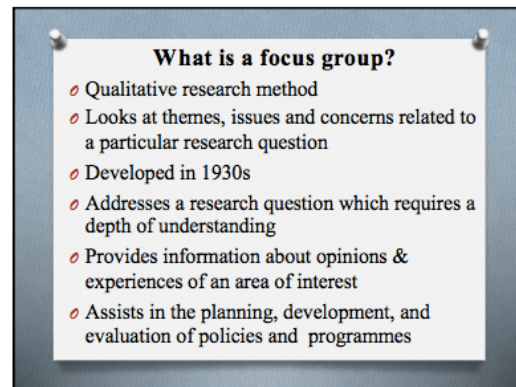 What is a focus group?
Qualitative research method
Looks at themes, issues and concerns related to
a particular research question
Developed in 1930s
Addresses a research question which requires a
depth of understanding
Provides information about opinions &
experiences of an area of interest
Assists in the planning, development, and
evaluation of policies and programmes